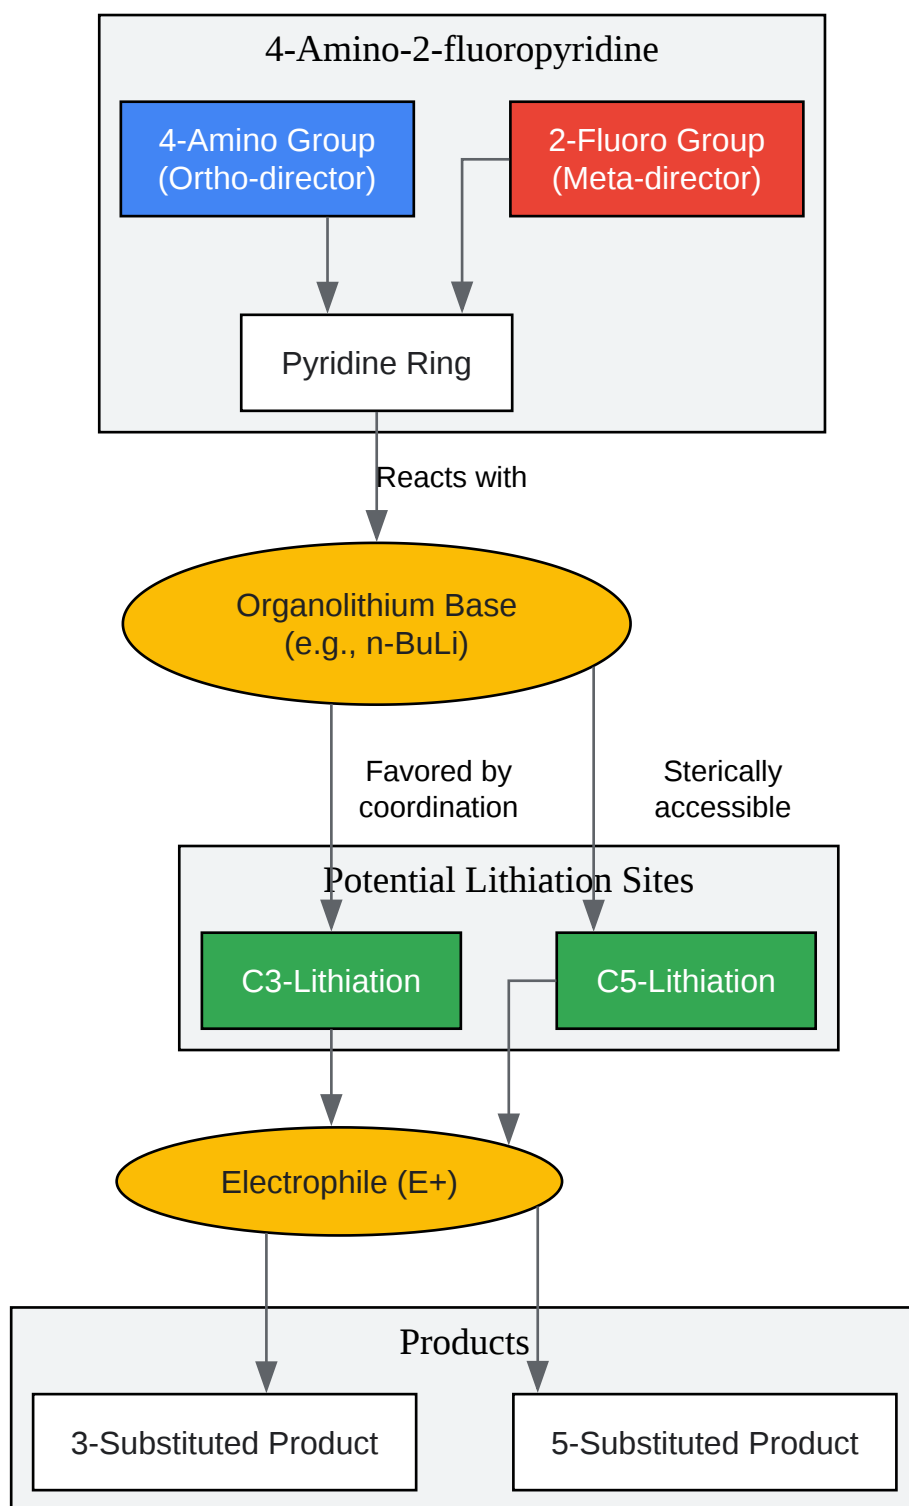 4-Amino-2-fluoropyridine
4-Amino Group
(Ortho-director)
2-Fluoro Group
(Meta-director)
Pyridine Ring
Reacts with
Organolithium Base
(e.g., n-BuLi)
Favored by
coordination
Sterically
accessible
Potential Lithiation Sites
C3-Lithiation
C5-Lithiation
Electrophile (E+)
Products
3-Substituted Product
5-Substituted Product